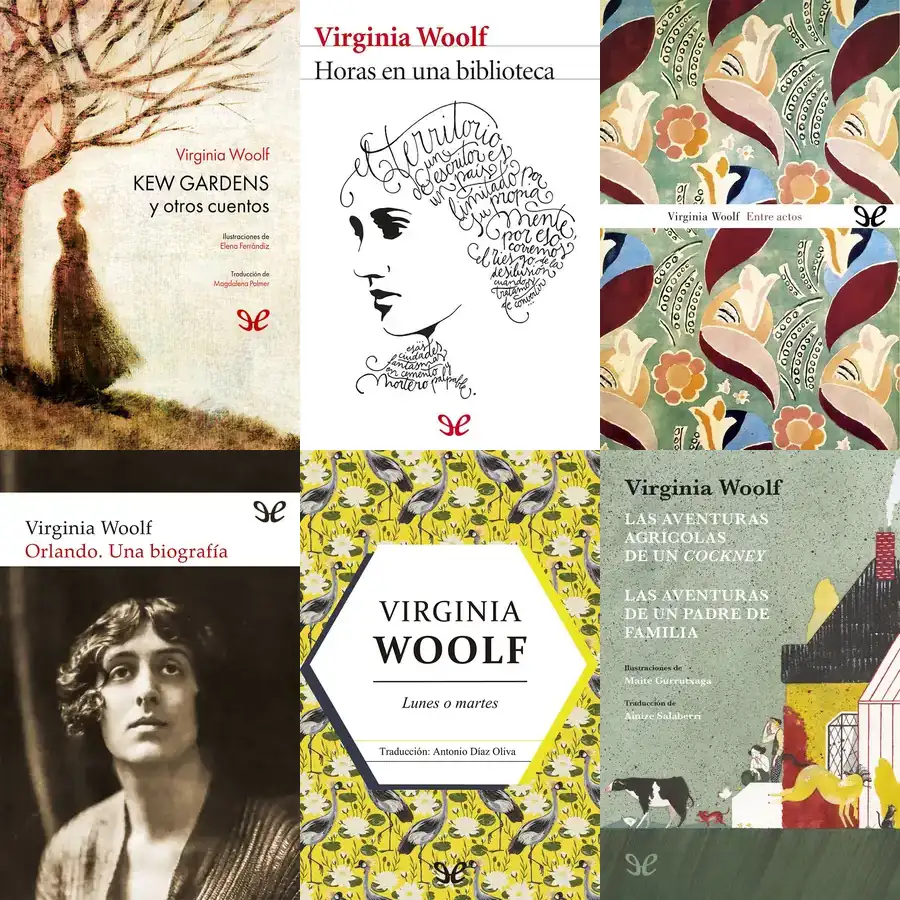 Virginia Woolf
KEW GARDENS
y otros cuentos
Ilustraciones de
Elena Ferrándiz
Traducción de
Magdalena Palmer
Virginia Woolf
Horas en una biblioteca
el territorio
de un escritor es
un país
limitado por
su propia
mente
por eso
corremos
el riesgo de la
desilusión
cuando
tratamos
de convertir
esas
ciudades
fantasmas
en cemento y
mortero palpable.
Virginia Woolf Entre actos
Virginia Woolf
Orlando. Una biografía
VIRGINIA
WOOLF
Lunes o martes
Traducción: Antonio Díaz Oliva
Virginia Woolf
LAS AVENTURAS
AGRÍCOLAS
DE UN COCKNEY
LAS AVENTURAS
DE UN PADRE DE
FAMILIA
Ilustraciones de
Maite Gurrutxaga
Traducción de
Ainize Salaberri